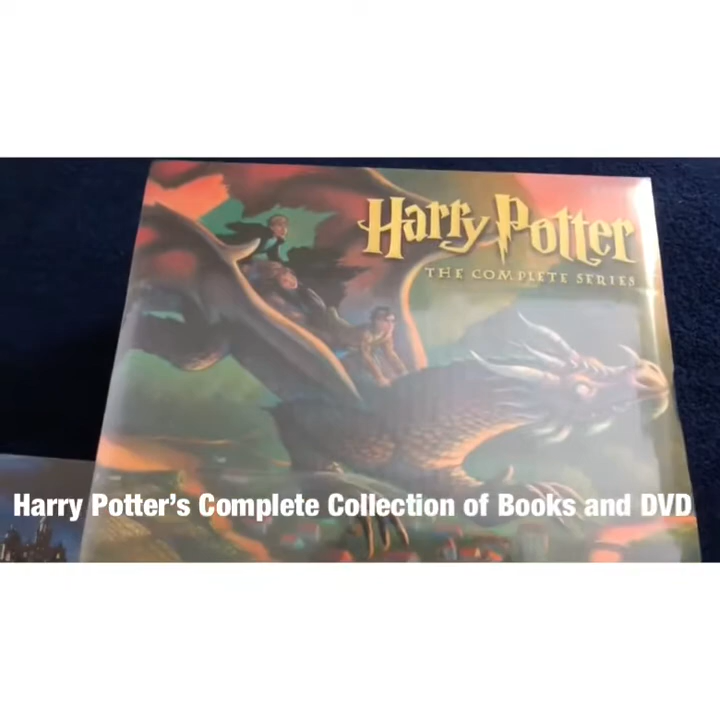 Harry Potter
THE COMPLETE SERIES
Harry Potter's Complete Collection of Books and DVD